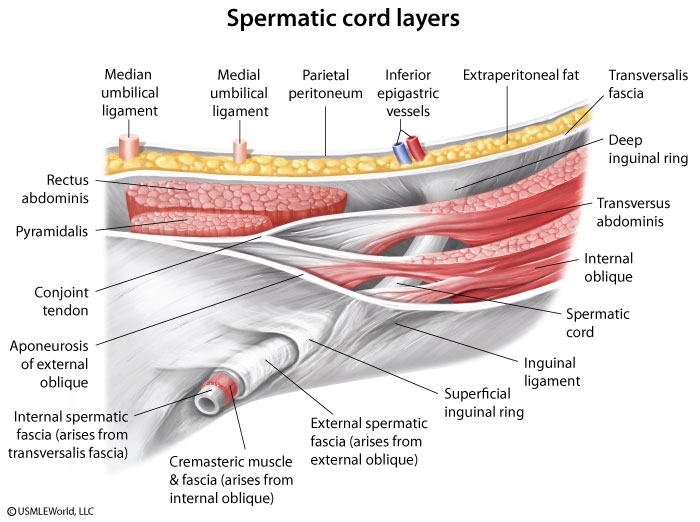 Spermatic cord layers
Median
umbilical
ligament
Medial
umbilical
ligament
Parietal
peritoneum
Inferior
epigastric
vessels
Extraperitoneal fat
Transversalis
fascia
Deep
inguinal ring
Rectus
abdominis
Transversus
abdominis
Pyramidalis
Internal
oblique
Conjoint
tendon
Spermatic
cord
Aponeurosis
of external
oblique
Inguinal
ligament
Superficial
inguinal ring
Internal spermatic
fascia (arises from
transversalis fascia)
External spermatic
fascia (arises from
external oblique)
Cremasteric muscle
& fascia (arises from
internal oblique)
©USMLEWorld, LLC